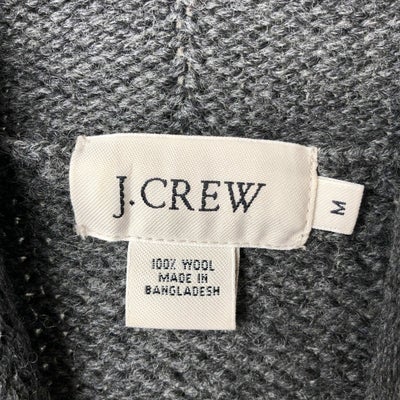 J.CREW
M
100% WOOL
MADE IN
BANGLADESH